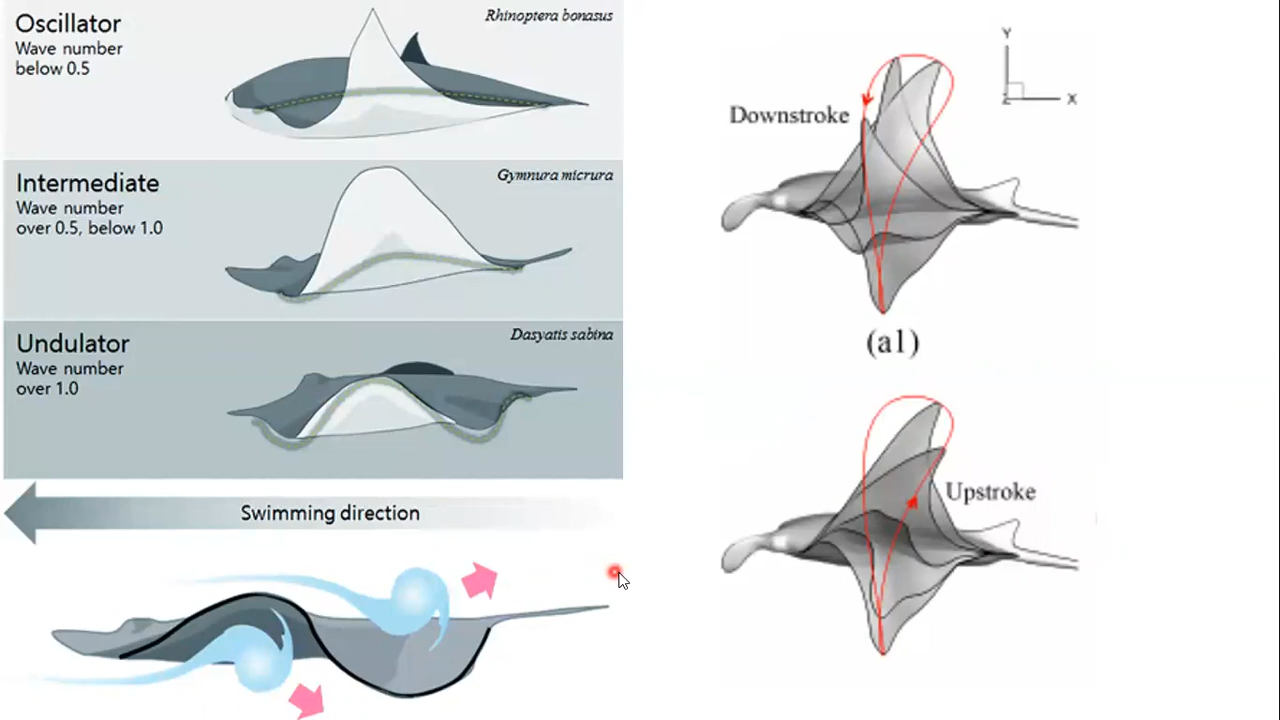 Oscillator
Wave number
below 0.5
Rhinoptera bonasus
Intermediate
Wave number
over 0.5, below 1.0
Gymnura micrura
Undulator
Wave number
over 1.0
Dasyatis sabina
Swimming direction
Y
Z
X
Downstroke
(a1)
Upstroke